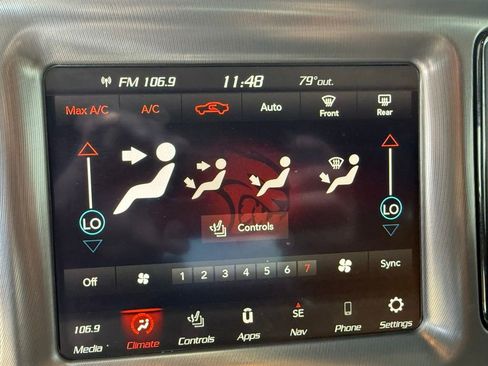 FM 106.9 11:48 79° out.
Max A/C A/C Auto Front Rear
LO LO
Controls
Off 1 2 3 4 5 6 7 Sync
106.9 SE
Media Climate Controls Apps Nav Phone Settings